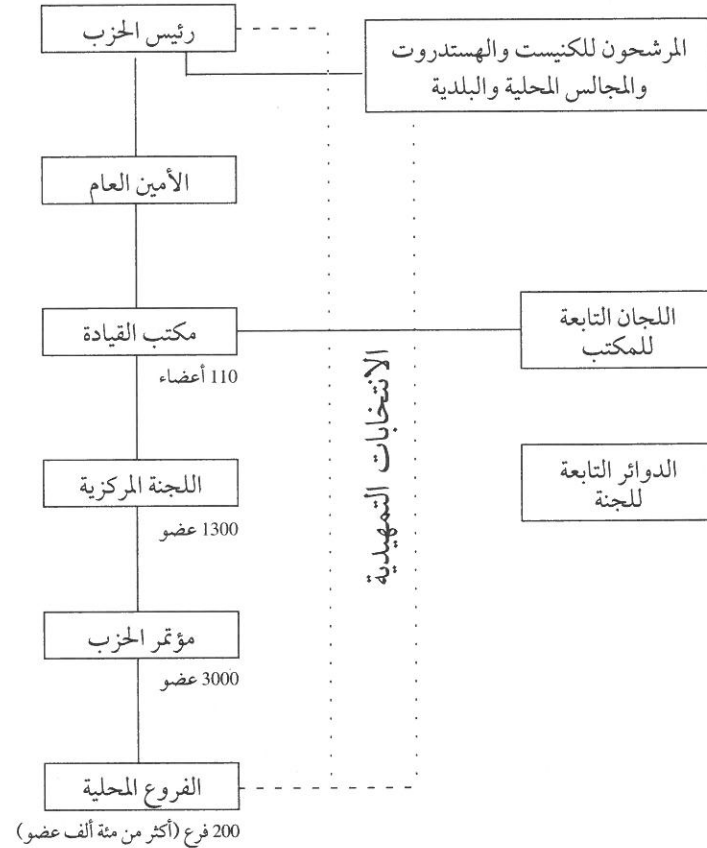 رئيس الحزب
المرشحون للكنيست والهستدروت
والمجالس المحلية والبلدية
الأمين العام
مكتب القيادة
110 أعضاء
اللجان التابعة
للمكتب
الانتخابات التمهيدية
اللجنة المركزية
1300 عضو
الدوائر التابعة
للجنة
مؤتمر الحزب
3000 عضو
الفروع المحلية
200 فرع (أكثر من مئة ألف عضو)